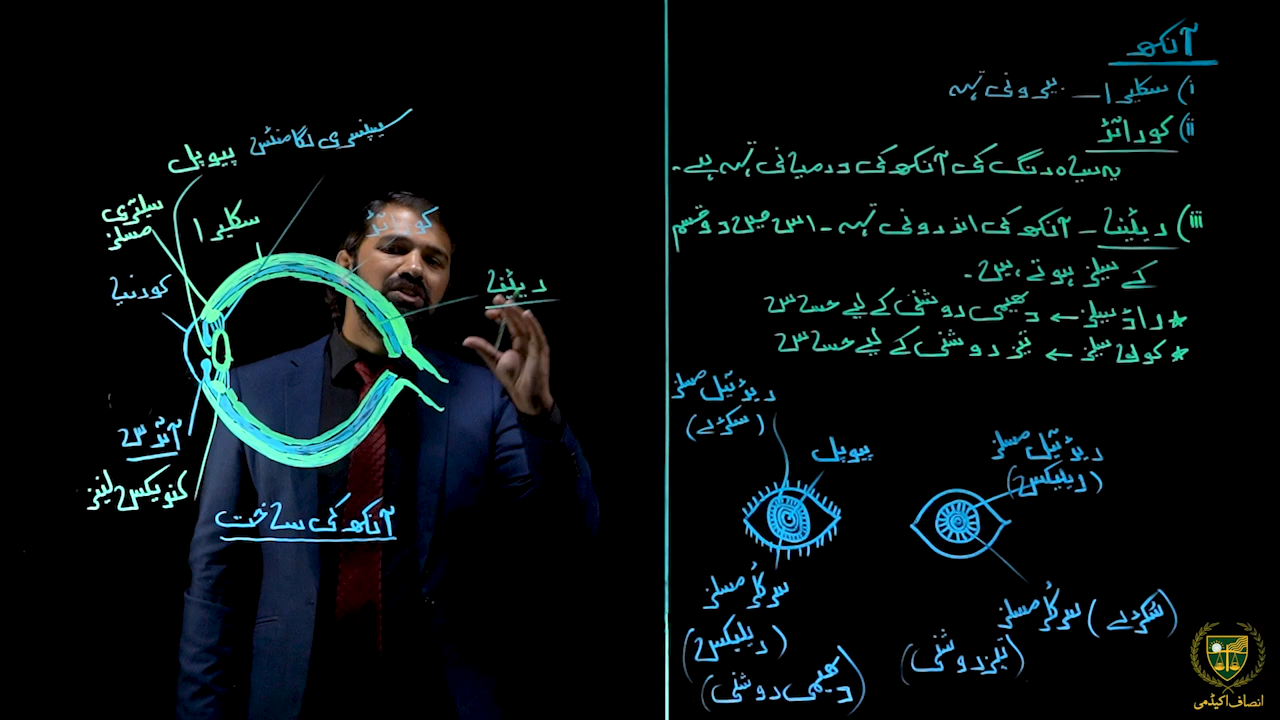 آنکھ
i) سکلیرا – بیرونی تہہ
ii) کورائڈ
یہ سیاہ رنگ کی آنکھ کی درمیانی تہہ ہے۔
iii) ریٹینا – آنکھ کی اندرونی تہہ۔ اس میں دو قسم
کے سیلز ہوتے ہیں۔
* راڈ سیلز ← دھیمی روشنی کے لیے حساس
* کون سیلز ← تیز روشنی کے لیے حساس
ریڈیئل مسلز
(سکڑے)
پیوپل
سرکلر مسلز
(ریلیکس)
(دھیمی روشنی)
ریڈیئل مسلز
(ریلیکس)
سرکلر مسلز (سُکڑے)
(تیز روشنی)
سسپنسری لگامنٹس
پیوپل
سیلری
مسلز
سکلیرا
کورائڈ
کورنیا
ریٹینا
آئرس
کنویکس لینز
آنکھ کی ساخت
انصاف اکیڈمی